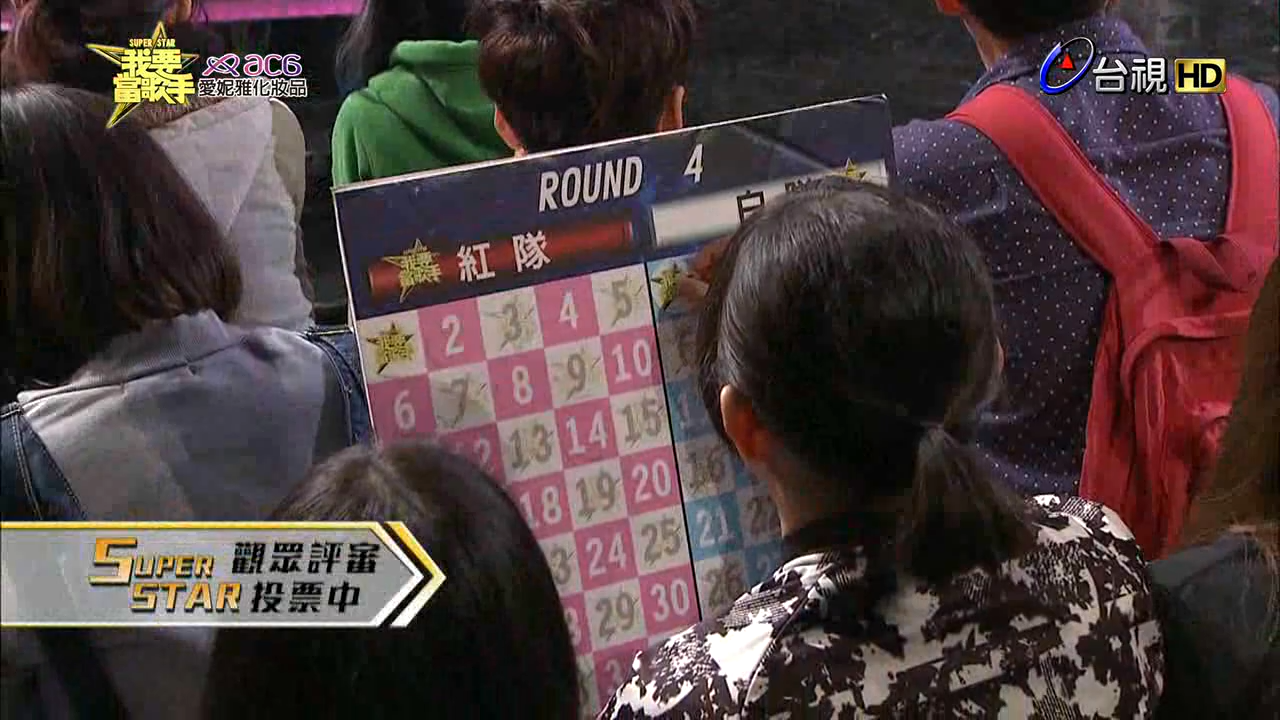 SUPER STAR
我要
當歌手
ac6
愛妮雅化妝品
台視 HD
ROUND 4
紅隊
2 3 4 5
6 7 8 9 10
12 13 14 15
18 19 20
24 25
29 30
16
21
SUPER STAR
觀眾評審
投票中